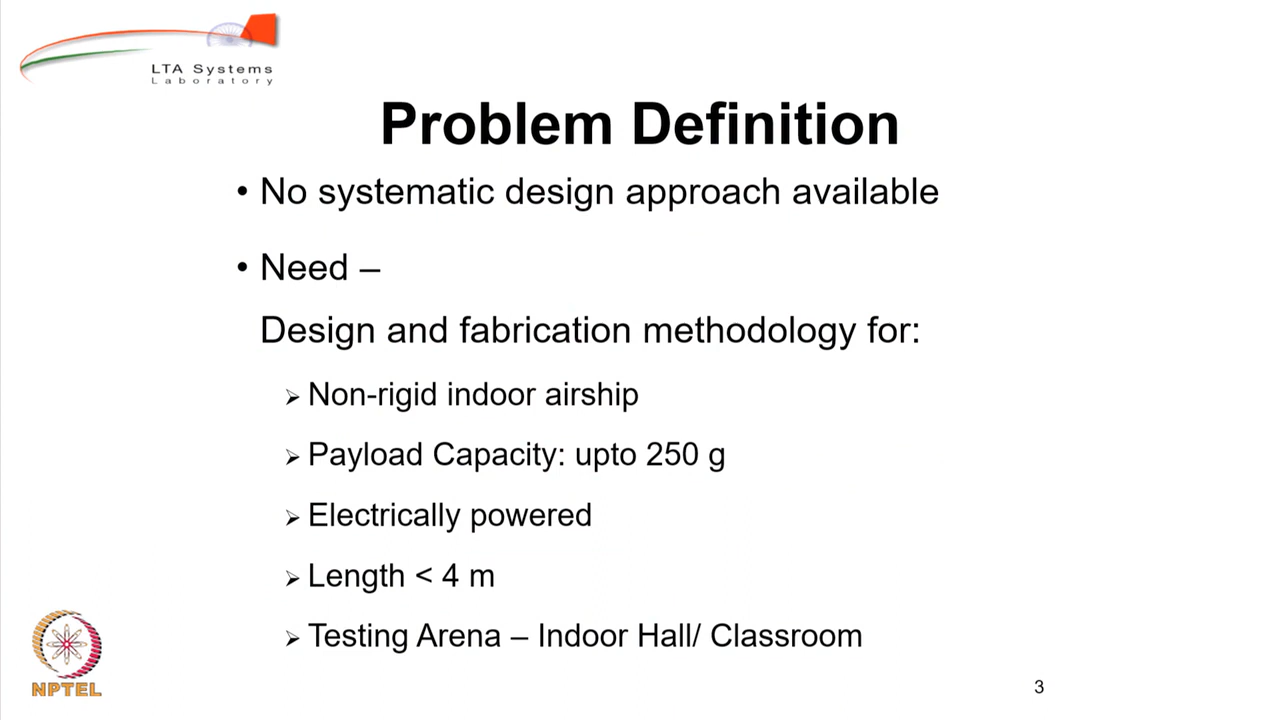 LTA Systems
Laboratory
Problem Definition
• No systematic design approach available
• Need –
Design and fabrication methodology for:
➢ Non-rigid indoor airship
➢ Payload Capacity: upto 250 g
➢ Electrically powered
➢ Length < 4 m
➢ Testing Arena – Indoor Hall/ Classroom
NPTEL
3